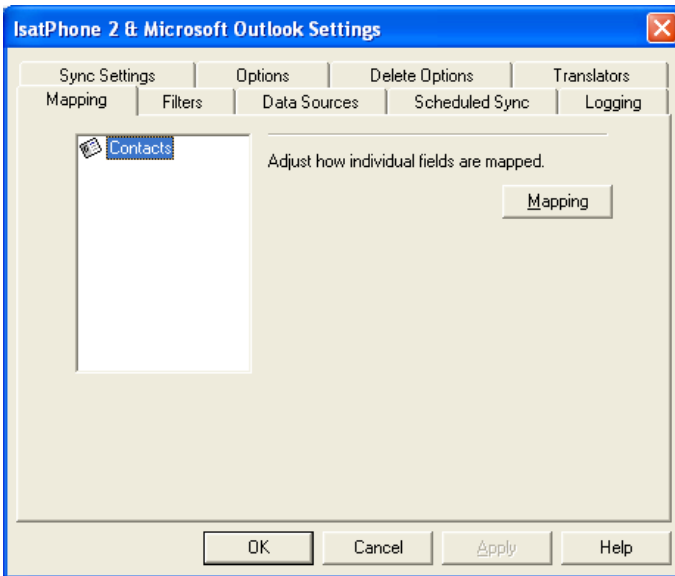 IsatPhone 2 & Microsoft Outlook Settings
Sync Settings Options Delete Options Translators
Mapping Filters Data Sources Scheduled Sync Logging
Contacts
Adjust how individual fields are mapped.
Mapping
OK Cancel Apply Help